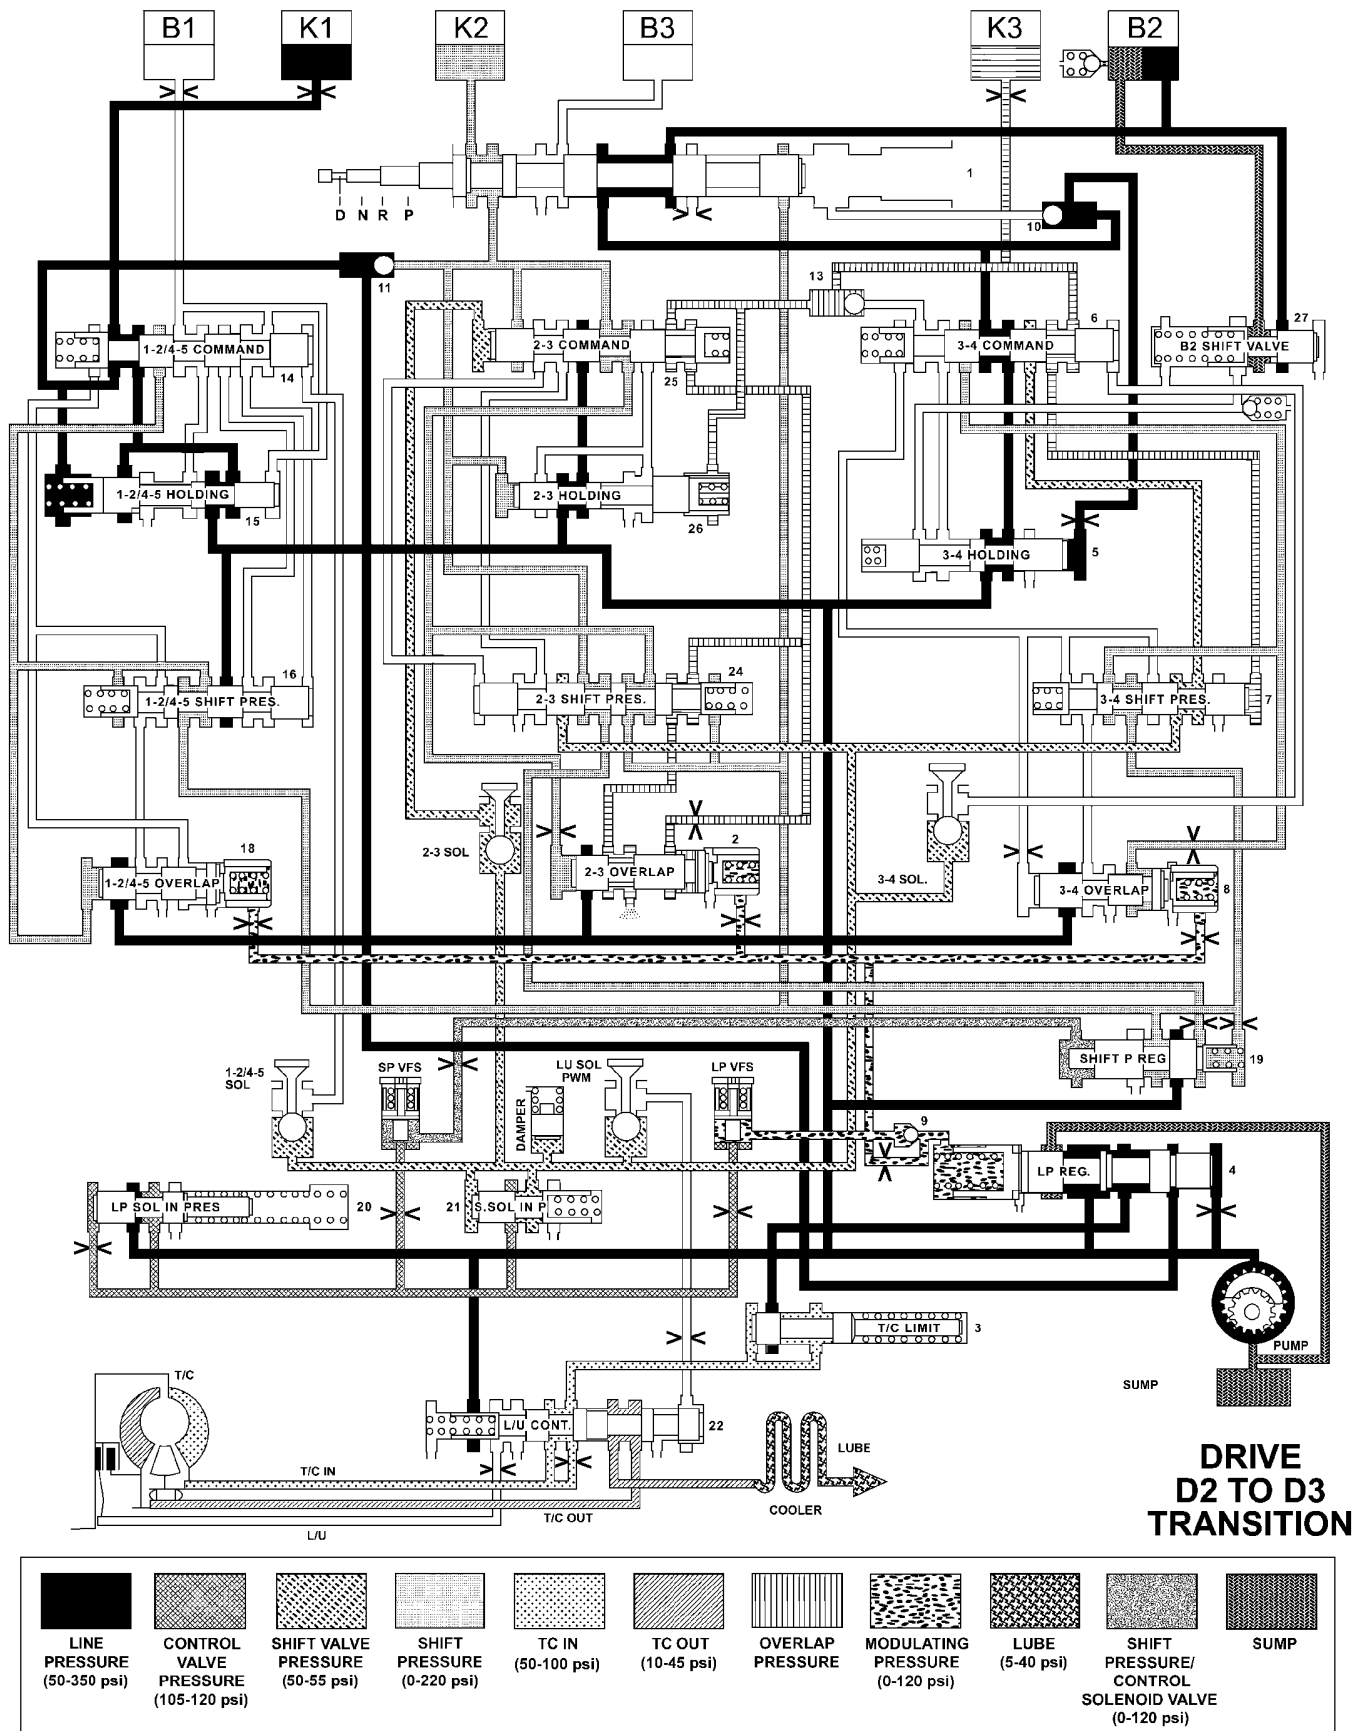 B1 K1 K2 B3 K3 B2
D N R P
1
10
11
13
6
27
1-2/4-5 COMMAND
2-3 COMMAND
3-4 COMMAND
B2 SHIFT VALVE
14
25
1-2/4-5 HOLDING
2-3 HOLDING
15
26
3-4 HOLDING
5
16
24
1-2/4-5 SHIFT PRES.
2-3 SHIFT PRES.
3-4 SHIFT PRES.
7
2-3 SOL
18
2
3-4 SOL.
1-2/4-5 OVERLAP
2-3 OVERLAP
3-4 OVERLAP
8
SHIFT P REG
19
1-2/4-5
SOL
SP VFS
DAMPER
LU SOL
PWM
LP VFS
9
LP REG.
4
LP SOL IN PRES
20
21
S.SOL IN P
T/C LIMIT
3
PUMP
SUMP
T/C
L/U CONT.
22
LUBE
T/C IN
COOLER
T/C OUT
L/U
DRIVE
D2 TO D3
TRANSITION
LINE
PRESSURE
(50-350 psi)
CONTROL
VALVE
PRESSURE
(105-120 psi)
SHIFT VALVE
PRESSURE
(50-55 psi)
SHIFT
PRESSURE
(0-220 psi)
TC IN
(50-100 psi)
TC OUT
(10-45 psi)
OVERLAP
PRESSURE
MODULATING
PRESSURE
(0-120 psi)
LUBE
(5-40 psi)
SHIFT
PRESSURE/
CONTROL
SOLENOID VALVE
(0-120 psi)
SUMP